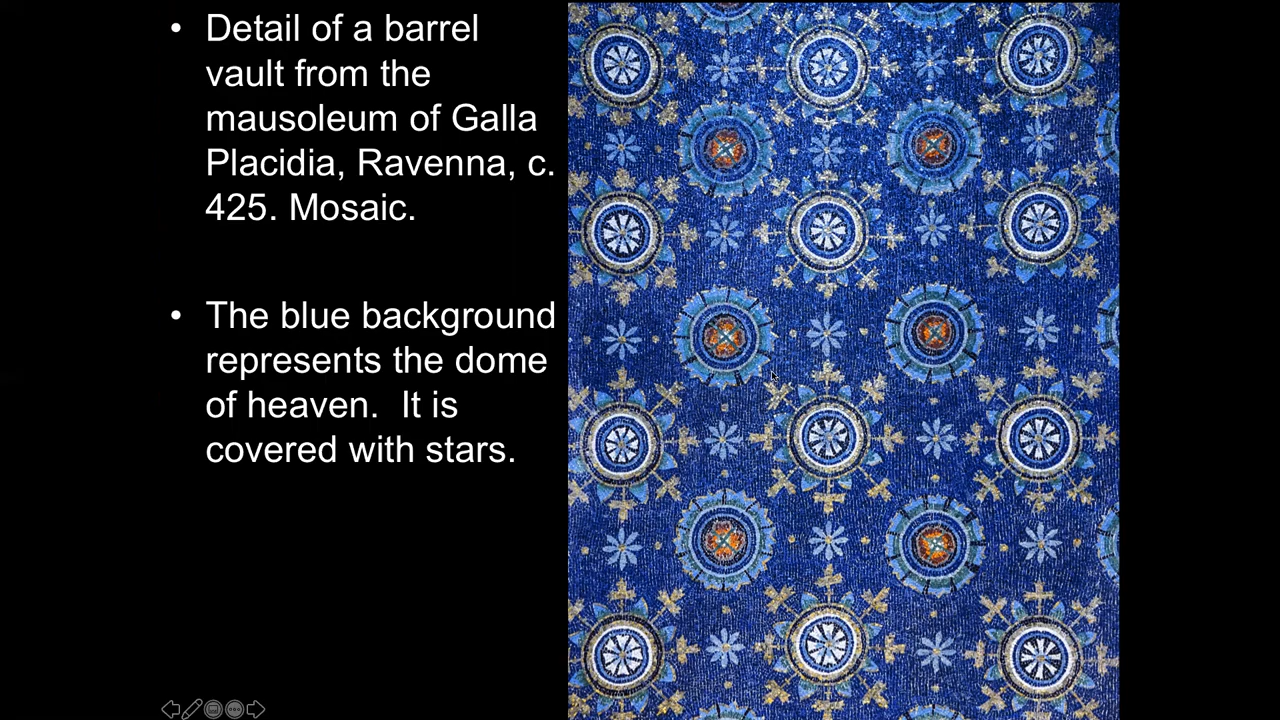 • Detail of a barrel
vault from the
mausoleum of Galla
Placidia, Ravenna, c.
425. Mosaic.
• The blue background
represents the dome
of heaven.  It is
covered with stars.